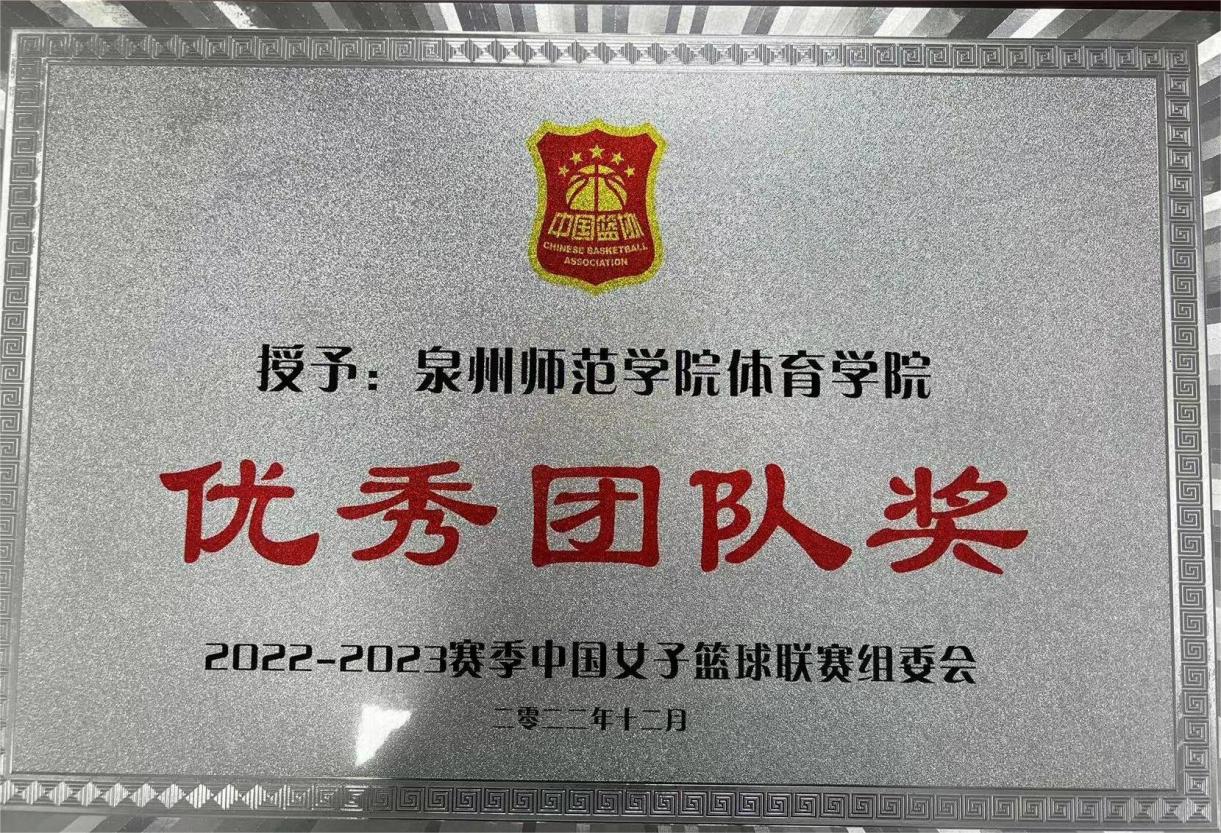 中国篮协
CHINESE BASKETBALL
ASSOCIATION
授予：泉州师范学院体育学院
优秀团队奖
2022-2023赛季中国女子篮球联赛组委会
二零二二年十二月